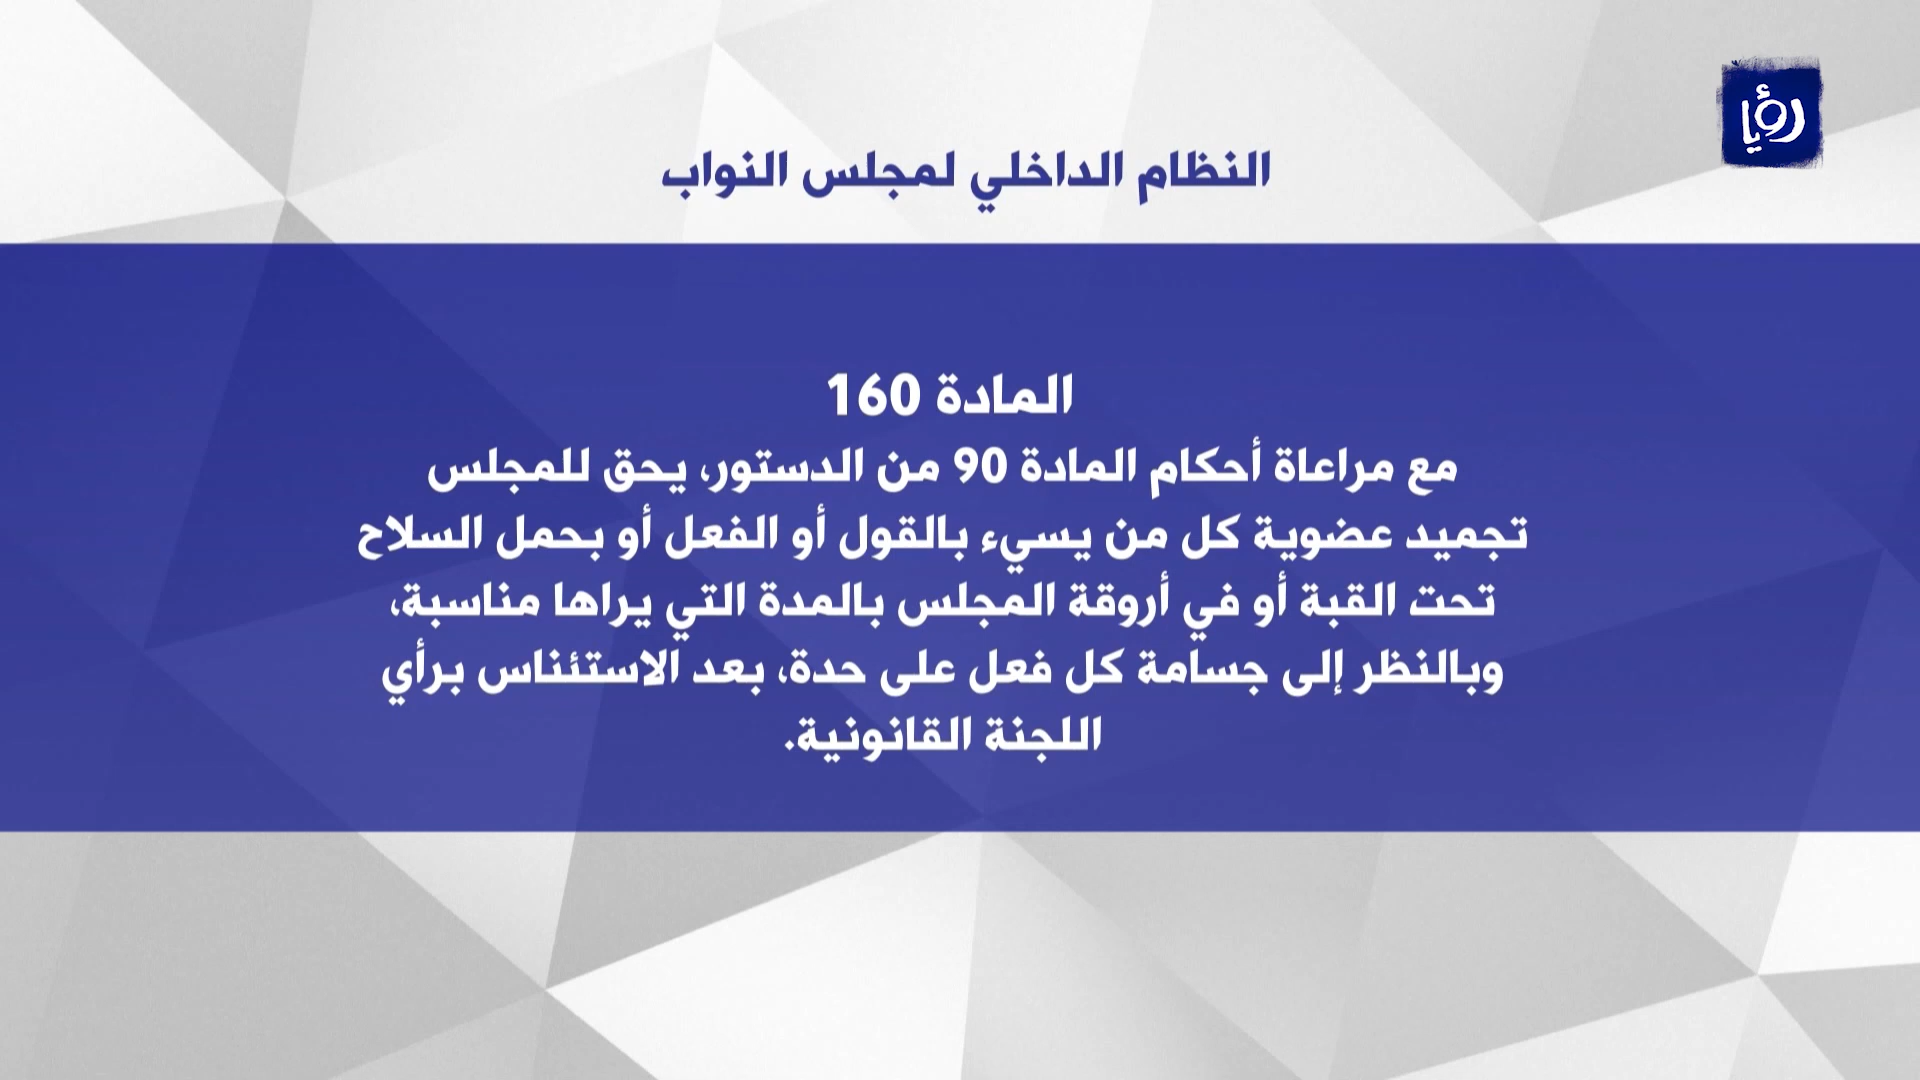 رؤيا
النظام الداخلي لمجلس النواب
المادة 160
مع مراعاة أحكام المادة 90 من الدستور، يحق للمجلس
تجميد عضوية كل من يسيء بالقول أو الفعل أو بحمل السلاح
تحت القبة أو في أروقة المجلس بالمدة التي يراها مناسبة،
وبالنظر إلى جسامة كل فعل على حدة، بعد الاستئناس برأي
اللجنة القانونية.